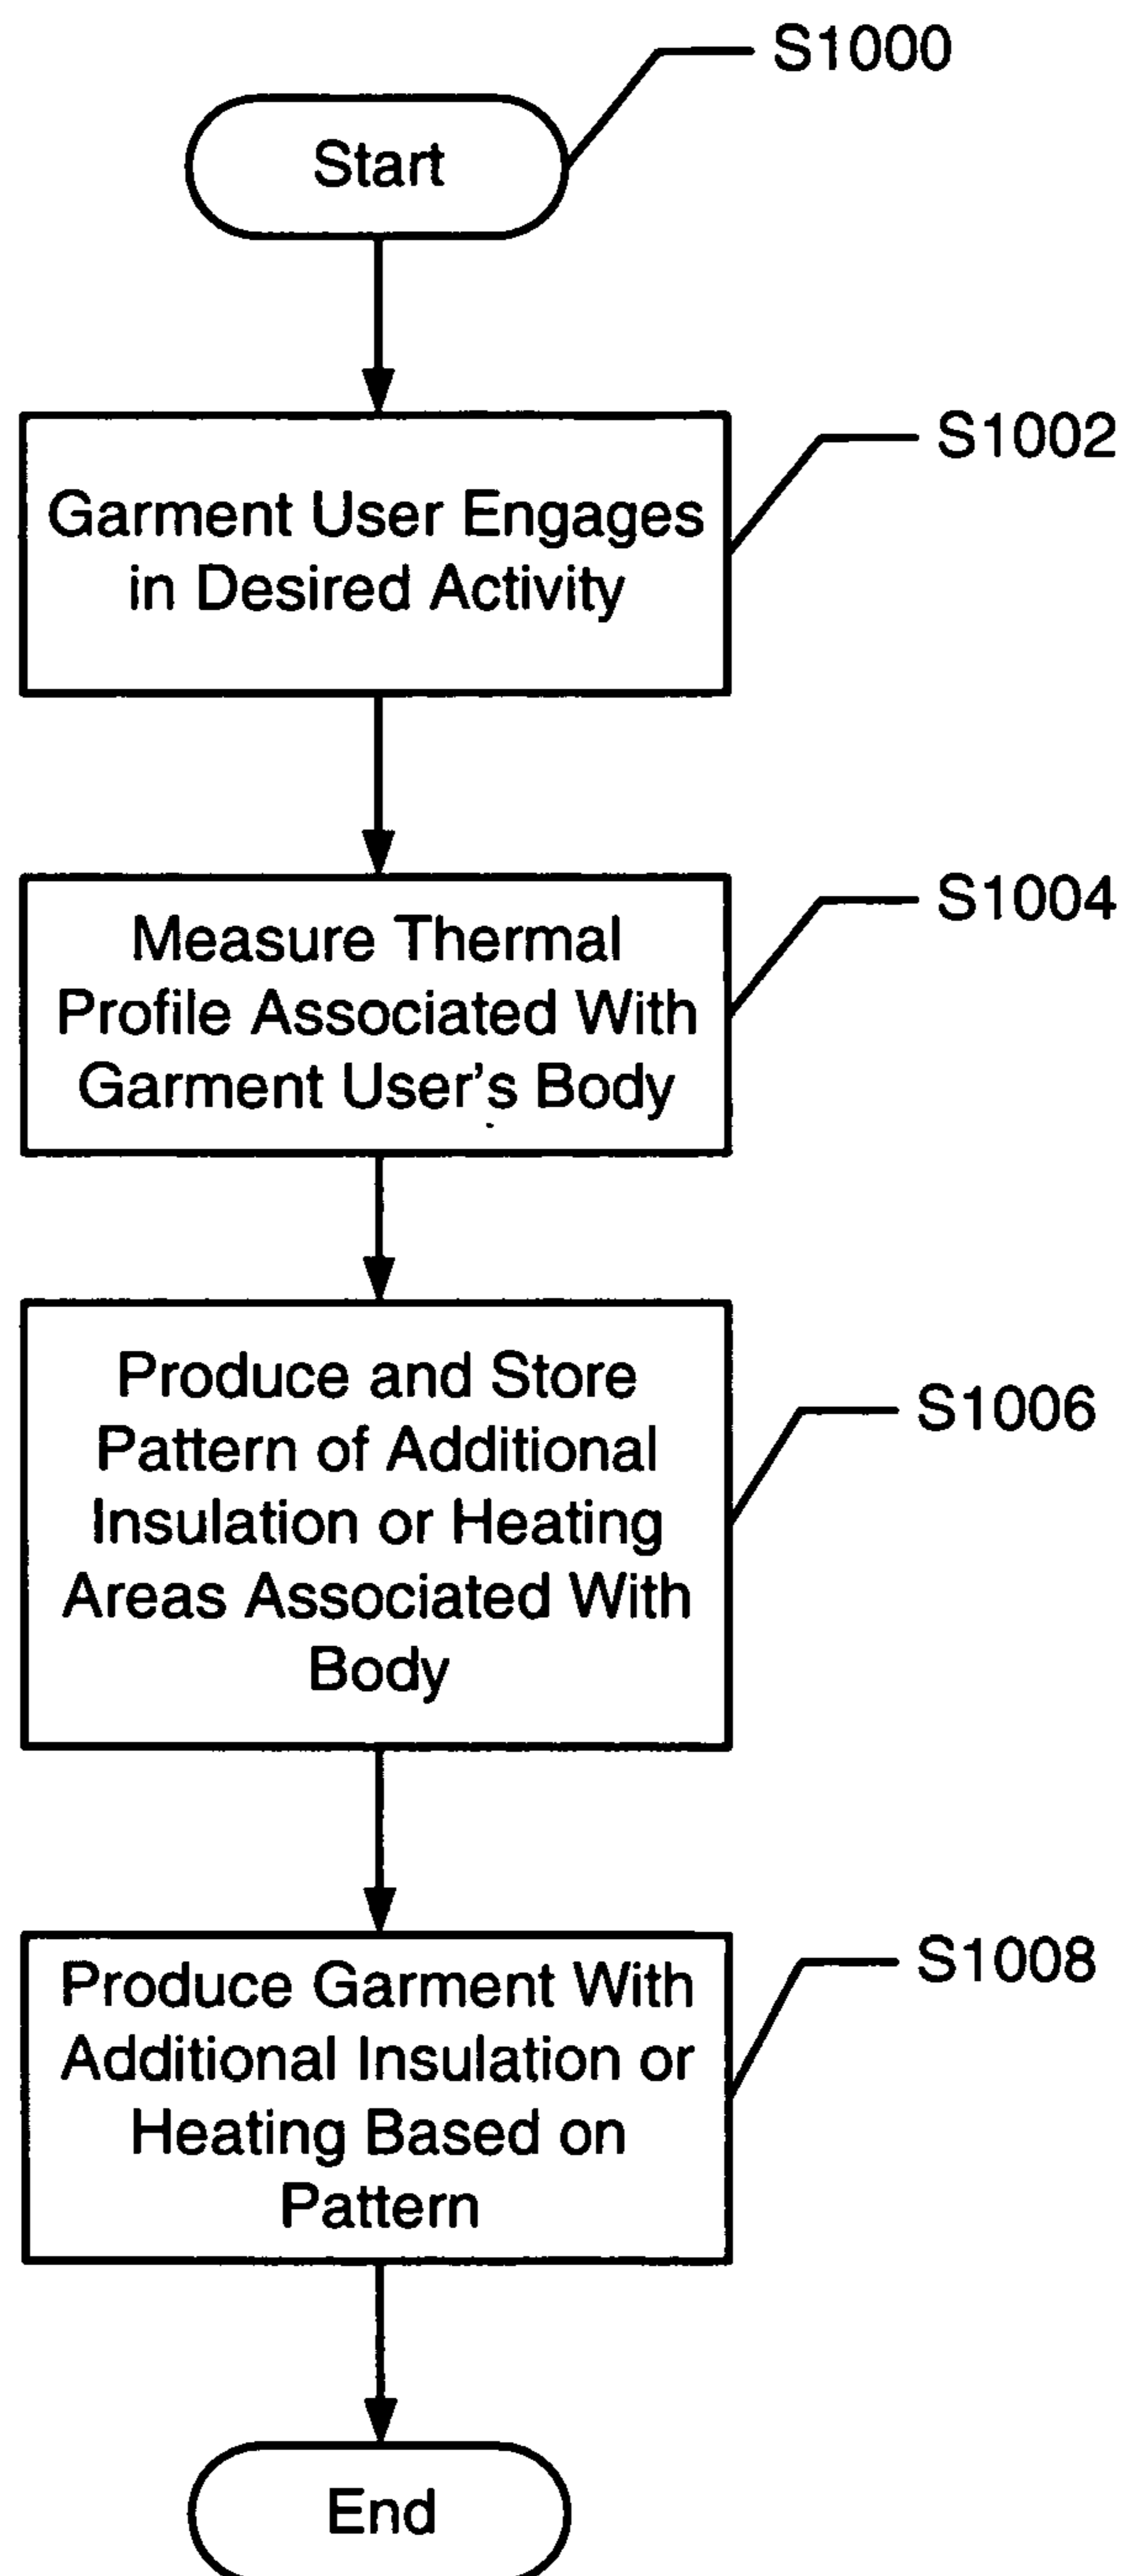 S1000
Start
S1002
Garment User Engages
in Desired Activity
S1004
Measure Thermal
Profile Associated With
Garment User's Body
S1006
Produce and Store
Pattern of Additional
Insulation or Heating
Areas Associated With
Body
S1008
Produce Garment With
Additional Insulation or
Heating Based on
Pattern
End